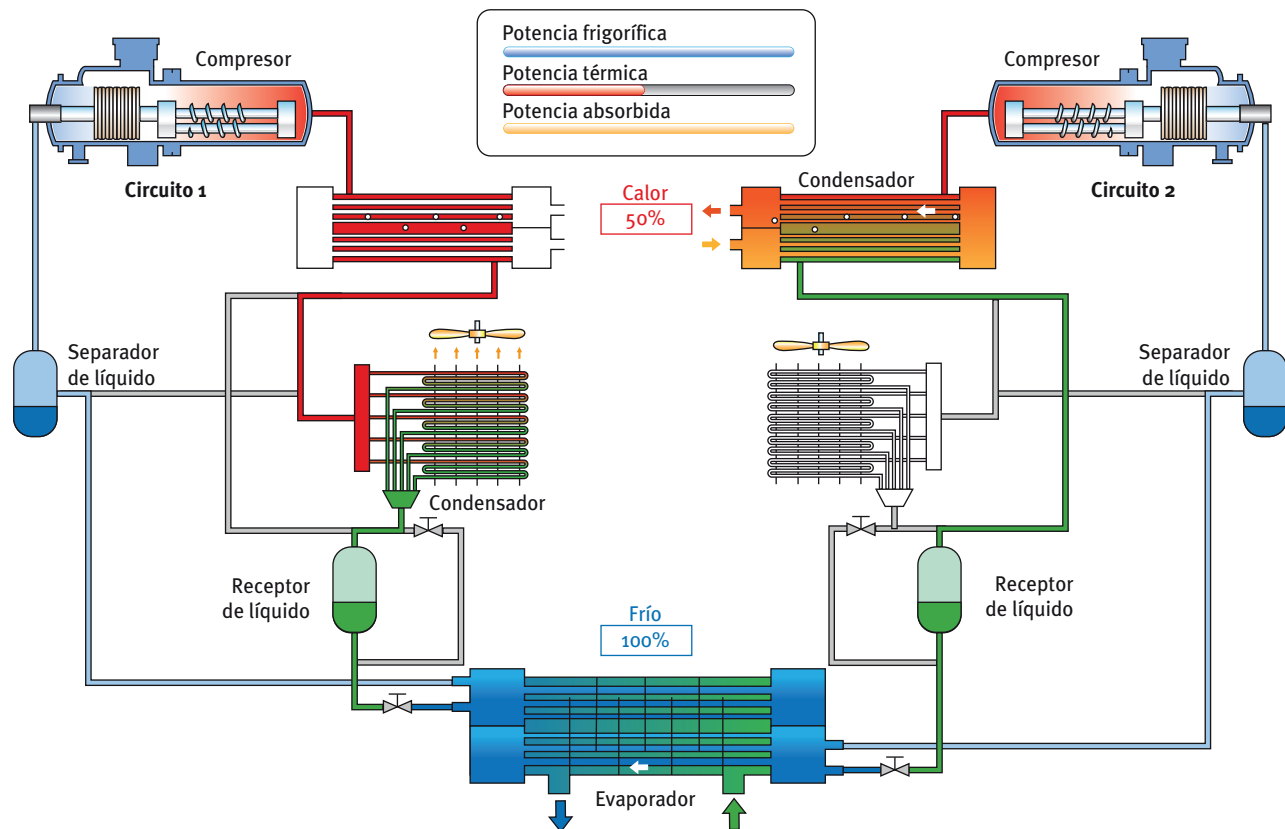 Potencia frigorífica
Potencia térmica
Potencia absorbida
Compresor
Circuito 1
Compresor
Circuito 2
Calor
50%
Condensador
Separador
de líquido
Separador
de líquido
Condensador
Receptor
de líquido
Receptor
de líquido
Frío
100%
Evaporador